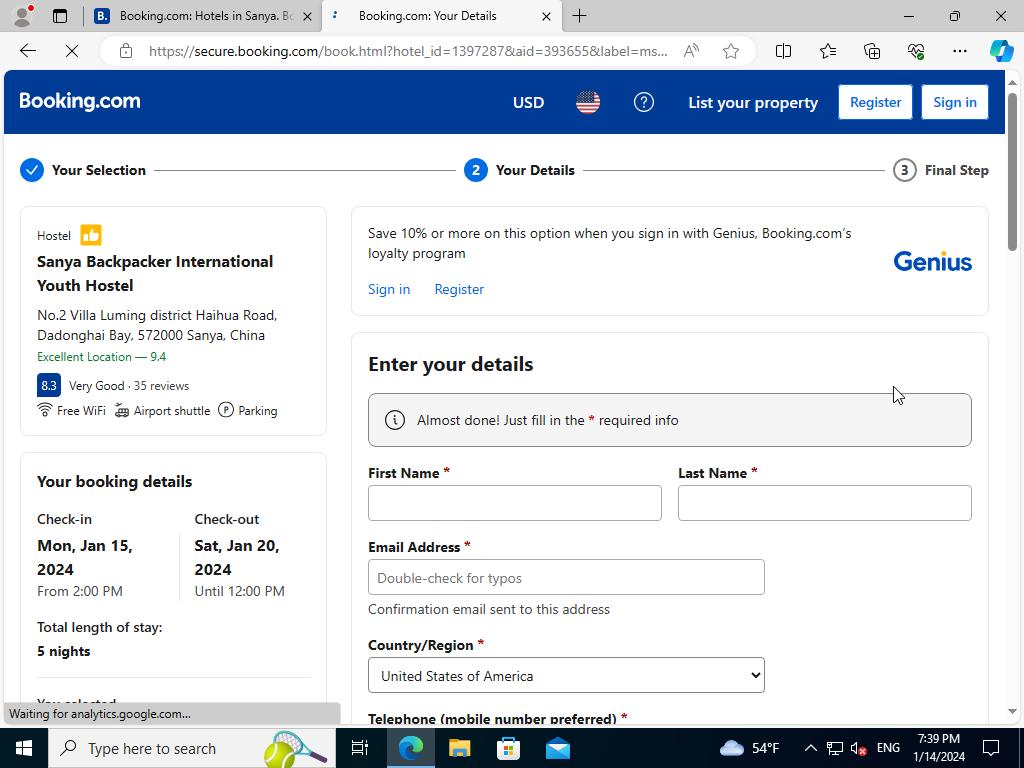 Booking.com: Hotels in Sanya. Bo
Booking.com: Your Details
https://secure.booking.com/book.html?hotel_id=1397287&aid=393655&label=ms...
Booking.com
USD
List your property
Register
Sign in
Your Selection
2
Your Details
3
Final Step
Hostel
Sanya Backpacker International
Youth Hostel
No.2 Villa Luming district Haihua Road,
Dadonghai Bay, 572000 Sanya, China
Excellent Location — 9.4
8.3 Very Good · 35 reviews
Free WiFi Airport shuttle P Parking
Your booking details
Check-in
Mon, Jan 15,
2024
From 2:00 PM
Check-out
Sat, Jan 20,
2024
Until 12:00 PM
Total length of stay:
5 nights
You selected
Save 10% or more on this option when you sign in with Genius, Booking.com’s
loyalty program
Sign in Register
Genius
Enter your details
Almost done! Just fill in the * required info
First Name *
Last Name *
Email Address *
Double-check for typos
Confirmation email sent to this address
Country/Region *
United States of America
Telephone (mobile number preferred) *
Waiting for analytics.google.com...
Type here to search
54°F
ENG
7:39 PM
1/14/2024